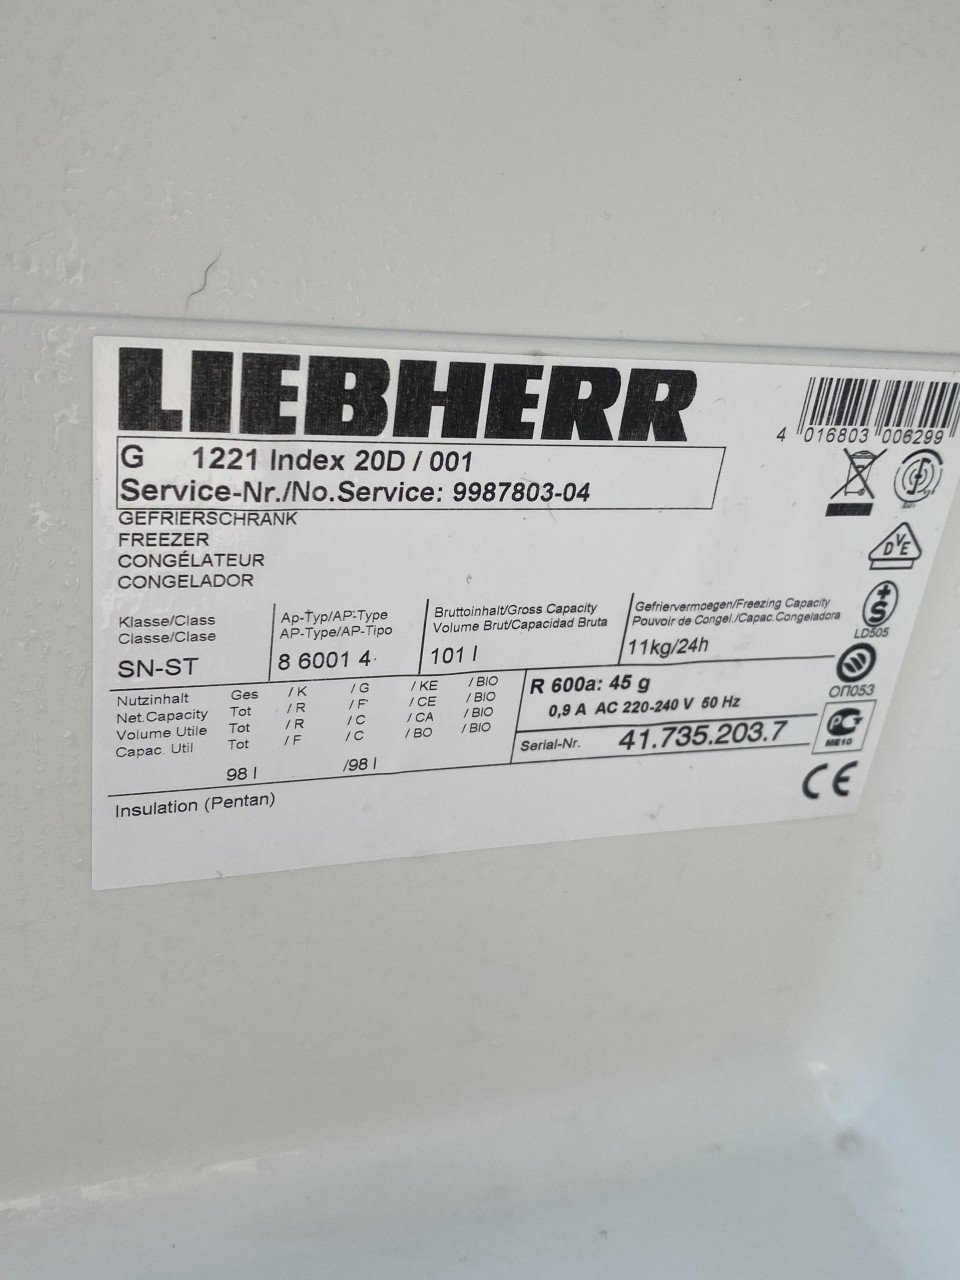 LIEBHERR
4 016803 006299
G 1221 Index 20D / 001
Service-Nr./No.Service: 9987803-04
GEFRIERSCHRANK
FREEZER
CONGÉLATEUR
CONGELADOR
DVE
S
LD505
Klasse/Class
Classe/Clase
SN-ST
Ap-Typ/AP-Type
AP-Type/AP-Tipo
8 6001 4
Bruttoinhalt/Gross Capacity
Volume Brut/Capacidad Bruta
101 l
Gefriervermoegen/Freezing Capacity
Pouvoir de Congel./Capac.Congeladora
11kg/24h
ОП053
Nutzinhalt Ges / K / G / KE / BIO
Net.Capacity Tot / R / F / CE / BIO
Volume Utile Tot / R / C / CA / BIO
Capac. Util Tot / F / C / BO / BIO
98 l /98 l
R 600a: 45 g
0,9 A AC 220-240 V 50 Hz
Serial-Nr. 41.735.203.7
ME10
CE
Insulation (Pentan)